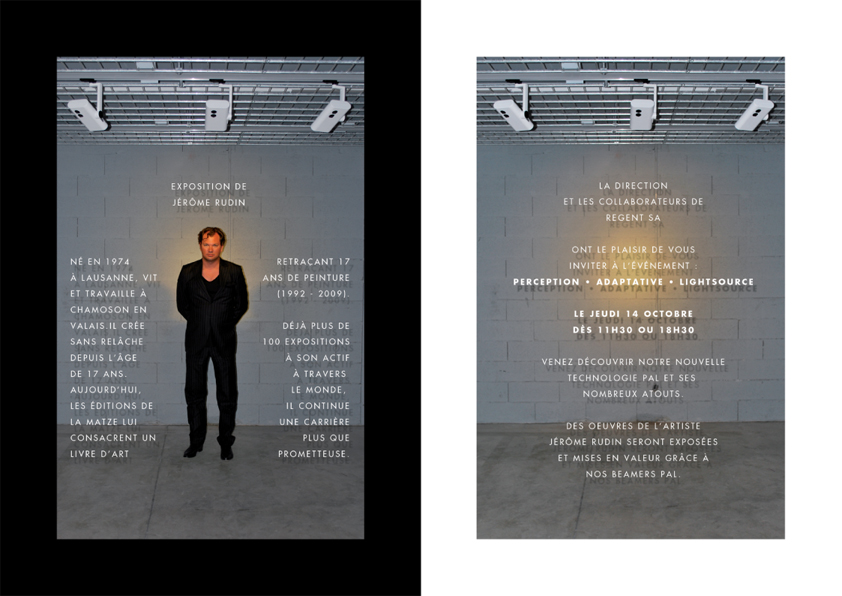 EXPOSITION DE
JÉRÔME RUDIN
NÉ EN 1974
À LAUSANNE, VIT
ET TRAVAILLE À
CHAMOSON EN
VALAIS.IL CRÉE
SANS RELÂCHE
DEPUIS L'ÂGE
DE 17 ANS.
AUJOURD'HUI,
LES ÉDITIONS DE
LA MATZE LUI
CONSACRENT UN
LIVRE D'ART
RETRAÇANT 17
ANS DE PEINTURE
(1992 - 2009).
DÉJÀ PLUS DE
100 EXPOSITIONS
À SON ACTIF
À TRAVERS
LE MONDE,
IL CONTINUE
UNE CARRIÈRE
PLUS QUE
PROMETTEUSE.
LA DIRECTION
ET LES COLLABORATEURS DE
REGENT SA
ONT LE PLAISIR DE VOUS
INVITER À L'ÉVÉNEMENT :
PERCEPTION • ADAPTATIVE • LIGHTSOURCE
LE JEUDI 14 OCTOBRE
DÈS 11H30 OU 18H30
VENEZ DÉCOUVRIR NOTRE NOUVELLE
TECHNOLOGIE PAL ET SES
NOMBREUX ATOUTS.
DES OEUVRES DE L'ARTISTE
JÉRÔME RUDIN SERONT EXPOSÉES
ET MISES EN VALEUR GRÂCE À
NOS BEAMERS PAL.